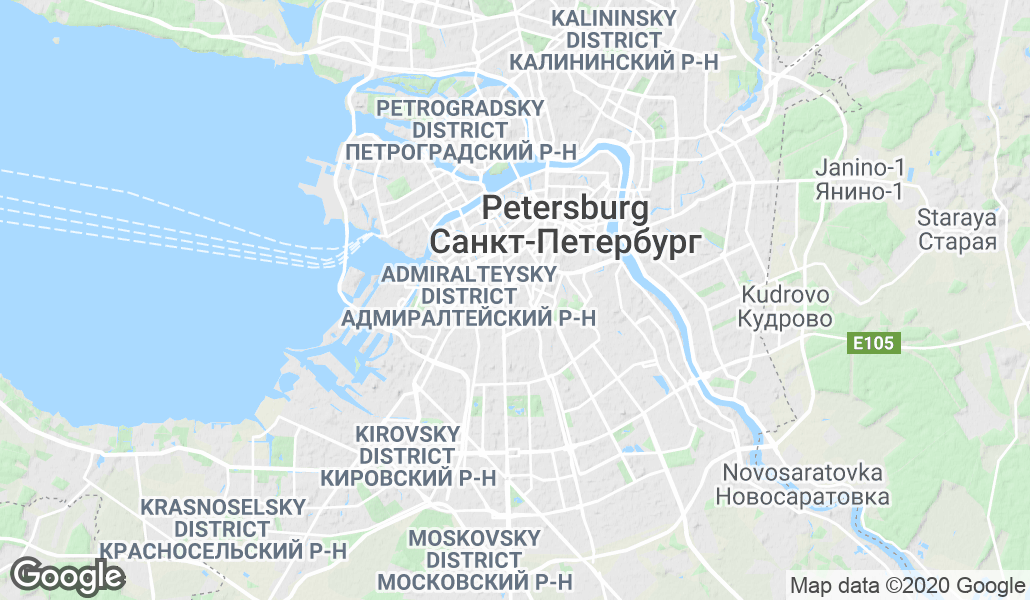 KALININSKY
DISTRICT
КАЛИНИНСКИЙ Р-Н
PETROGRADSKY
DISTRICT
ПЕТРОГРАДСКИЙ Р-Н
Janino-1
Янино-1
Petersburg
Санкт-Петербург
Staraya
Старая
ADMIRALTEYSKY
DISTRICT
АДМИРАЛТЕЙСКИЙ Р-Н
Kudrovo
Кудрово
E105
KIROVSKY
DISTRICT
КИРОВСКИЙ Р-Н
Novosaratovka
Новосаратовка
KRASNOSELSKY
DISTRICT
КРАСНОСЕЛЬСКИЙ Р-Н
MOSKOVSKY
DISTRICT
МОСКОВСКИЙ Р-Н
Google
Map data ©2020 Google